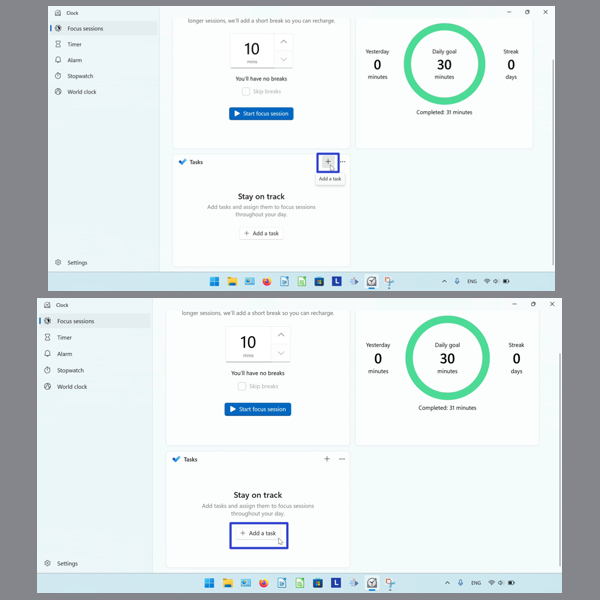 Clock
Focus sessions
Timer
Alarm
Stopwatch
World clock
Settings
longer sessions, we'll add a short break so you can recharge.
10
mins
You'll have no breaks
Skip breaks
Start focus session
Yesterday
0
minutes
Daily goal
30
minutes
Streak
0
days
Completed: 31 minutes
Tasks
Add a task
Stay on track
Add tasks and assign them to focus sessions
throughout your day.
+ Add a task
ENG
Clock
Focus sessions
Timer
Alarm
Stopwatch
World clock
Settings
longer sessions, we'll add a short break so you can recharge.
10
mins
You'll have no breaks
Skip breaks
Start focus session
Yesterday
0
minutes
Daily goal
30
minutes
Streak
0
days
Completed: 31 minutes
Tasks
Stay on track
Add tasks and assign them to focus sessions
throughout your day.
+ Add a task
ENG